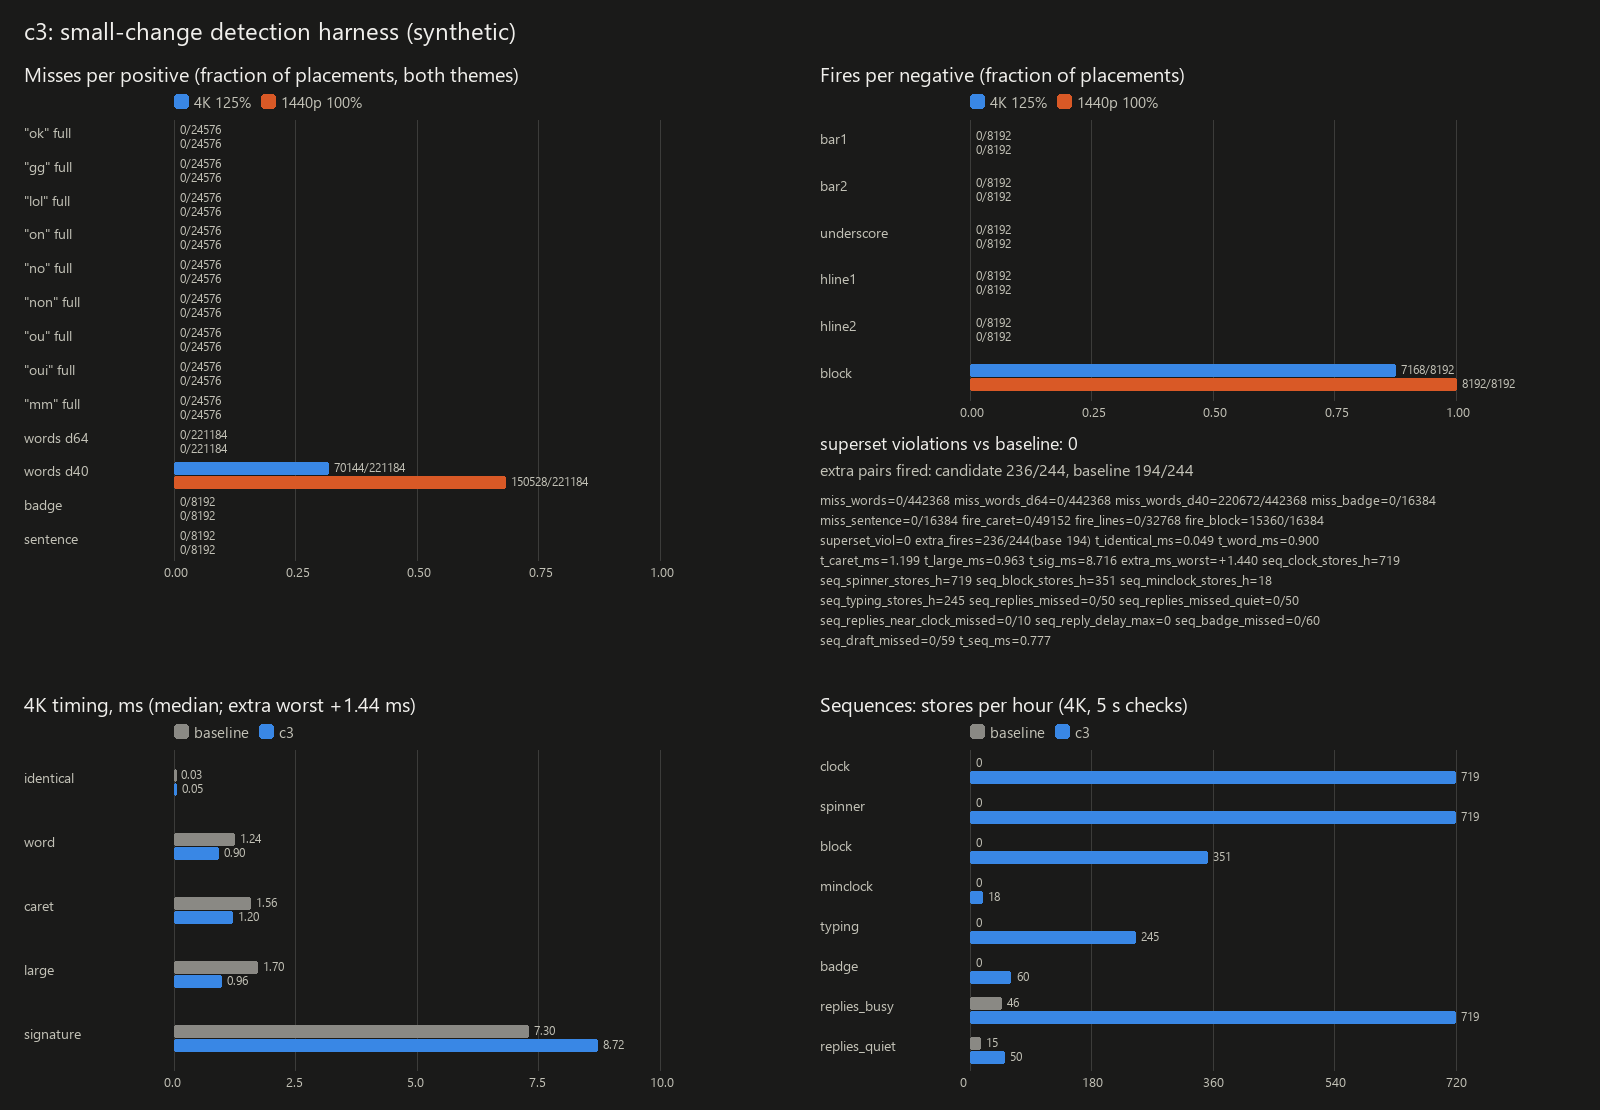 c3: small-change detection harness (synthetic)
Misses per positive (fraction of placements, both themes)
4K 125% 1440p 100%
"ok" full 0/24576
0/24576
"gg" full 0/24576
0/24576
"lol" full 0/24576
0/24576
"on" full 0/24576
0/24576
"no" full 0/24576
0/24576
"non" full 0/24576
0/24576
"ou" full 0/24576
0/24576
"oui" full 0/24576
0/24576
"mm" full 0/24576
0/24576
words d64 0/221184
0/221184
words d40 70144/221184
150528/221184
badge 0/8192
0/8192
sentence 0/8192
0/8192
0.00 0.25 0.50 0.75 1.00
Fires per negative (fraction of placements)
4K 125% 1440p 100%
bar1 0/8192
0/8192
bar2 0/8192
0/8192
underscore 0/8192
0/8192
hline1 0/8192
0/8192
hline2 0/8192
0/8192
block 7168/8192
8192/8192
0.00 0.25 0.50 0.75 1.00
superset violations vs baseline: 0
extra pairs fired: candidate 236/244, baseline 194/244
miss_words=0/442368 miss_words_d64=0/442368 miss_words_d40=220672/442368 miss_badge=0/16384
miss_sentence=0/16384 fire_caret=0/49152 fire_lines=0/32768 fire_block=15360/16384
superset_viol=0 extra_fires=236/244(base 194) t_identical_ms=0.049 t_word_ms=0.900
t_caret_ms=1.199 t_large_ms=0.963 t_sig_ms=8.716 extra_ms_worst=+1.440 seq_clock_stores_h=719
seq_spinner_stores_h=719 seq_block_stores_h=351 seq_minclock_stores_h=18
seq_typing_stores_h=245 seq_replies_missed=0/50 seq_replies_missed_quiet=0/50
seq_replies_near_clock_missed=0/10 seq_reply_delay_max=0 seq_badge_missed=0/60
seq_draft_missed=0/59 t_seq_ms=0.777
4K timing, ms (median; extra worst +1.44 ms)
baseline c3
identical 0.03
0.05
word 1.24
0.90
caret 1.56
1.20
large 1.70
0.96
signature 7.30
8.72
0.0 2.5 5.0 7.5 10.0
Sequences: stores per hour (4K, 5 s checks)
baseline c3
clock 0
719
spinner 0
719
block 0
351
minclock 0
18
typing 0
245
badge 0
60
replies_busy 46
719
replies_quiet 15
50
0 180 360 540 720